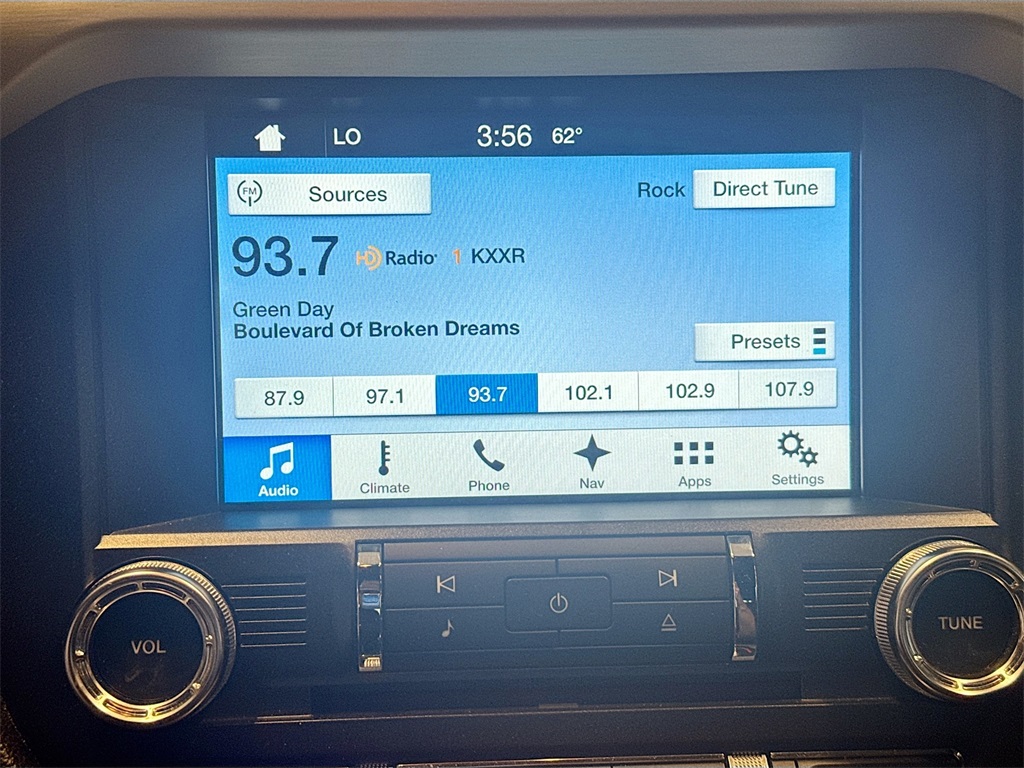 LO 3:56 62°
FM Sources Rock Direct Tune
93.7 HD Radio 1 KXXR
Green Day
Boulevard Of Broken Dreams
Presets
87.9 97.1 93.7 102.1 102.9 107.9
Audio Climate Phone Nav Apps Settings
VOL TUNE